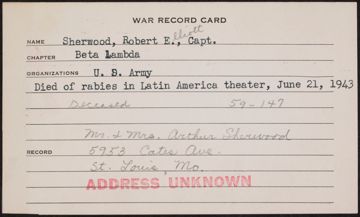 WAR RECORD CARD
Elliott
NAME Sherwood, Robert E., Capt.
CHAPTER Beta Lambda
ORGANIZATIONS U. S. Army
Died of rabies in Latin America theater, June 21, 1943
Deceased 59-147
Mr. & Mrs. Arthur Sherwood
RECORD 5953 Cates Ave.
St. Louis, Mo.
ADDRESS UNKNOWN